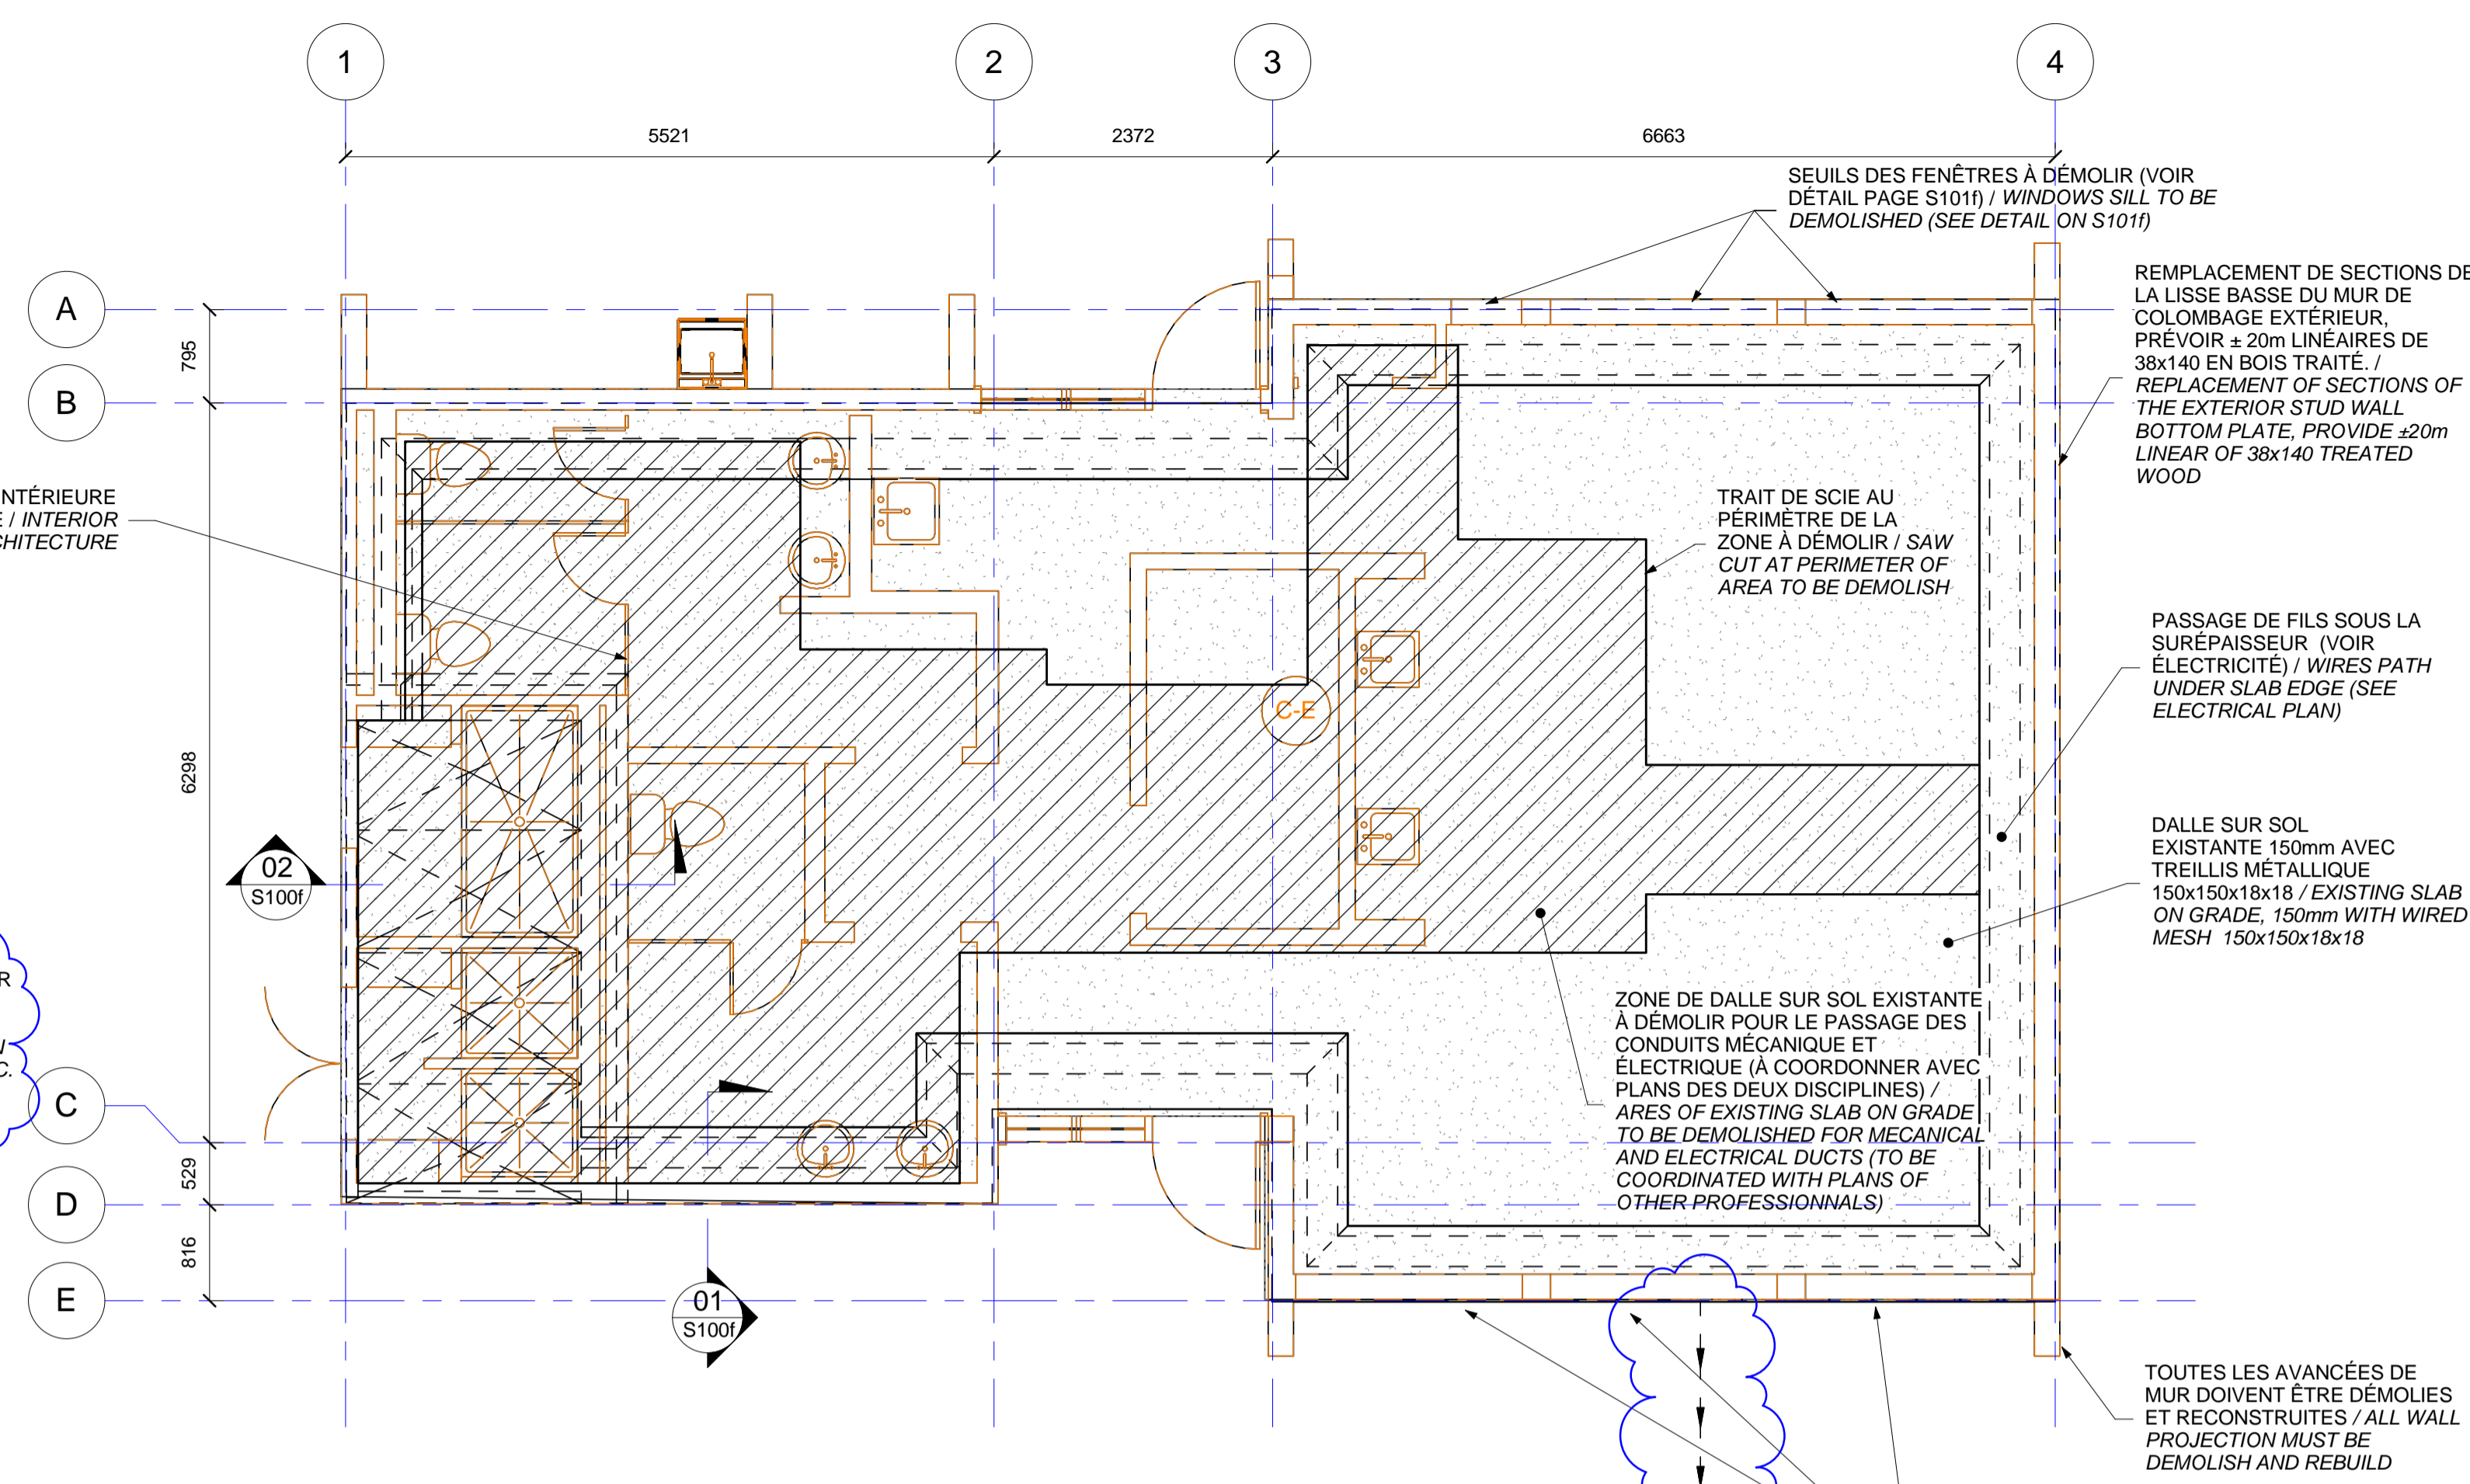 1
2
3
4
5521
2372
6663
SEUILS DES FENÊTRES À DÉMOLIR (VOIR
DÉTAIL PAGE S101f) / WINDOWS SILL TO BE
DEMOLISHED (SEE DETAIL ON S101f)
A
795
B
REMPLACEMENT DE SECTIONS DE
LA LISSE BASSE DU MUR DE
COLOMBAGE EXTÉRIEUR,
PRÉVOIR ± 20m LINÉAIRES DE
38x140 EN BOIS TRAITÉ. /
REPLACEMENT OF SECTIONS OF
THE EXTERIOR STUD WALL
BOTTOM PLATE, PROVIDE ±20m
LINEAR OF 38x140 TREATED
WOOD
NTÉRIEURE
E / INTERIOR
CHITECTURE
TRAIT DE SCIE AU
PÉRIMÈTRE DE LA
ZONE À DÉMOLIR / SAW
CUT AT PERIMETER OF
AREA TO BE DEMOLISH
PASSAGE DE FILS SOUS LA
SURÉPAISSEUR (VOIR
ÉLECTRICITÉ) / WIRES PATH
UNDER SLAB EDGE (SEE
ELECTRICAL PLAN)
C-E
6298
02
S100f
DALLE SUR SOL
EXISTANTE 150mm AVEC
TREILLIS MÉTALLIQUE
150x150x18x18 / EXISTING SLAB
ON GRADE, 150mm WITH WIRED
MESH 150x150x18x18
R
C.
ZONE DE DALLE SUR SOL EXISTANTE
À DÉMOLIR POUR LE PASSAGE DES
CONDUITS MÉCANIQUE ET
ÉLECTRIQUE (À COORDONNER AVEC
PLANS DES DEUX DISCIPLINES) /
ARES OF EXISTING SLAB ON GRADE
TO BE DEMOLISHED FOR MECANICAL
AND ELECTRICAL DUCTS (TO BE
COORDINATED WITH PLANS OF
OTHER PROFESSIONNALS)
C
529
D
816
E
01
S100f
TOUTES LES AVANCÉES DE
MUR DOIVENT ÊTRE DÉMOLIES
ET RECONSTRUITES / ALL WALL
PROJECTION MUST BE
DEMOLISH AND REBUILD